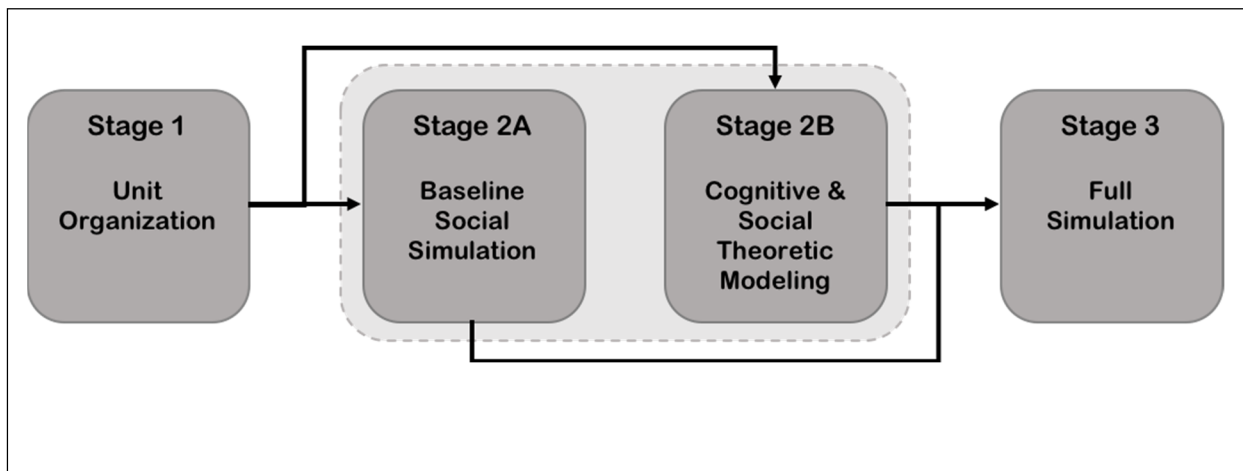 Stage 1
Unit
Organization
Stage 2A
Baseline
Social
Simulation
Stage 2B
Cognitive &
Social
Theoretic
Modeling
Stage 3
Full
Simulation